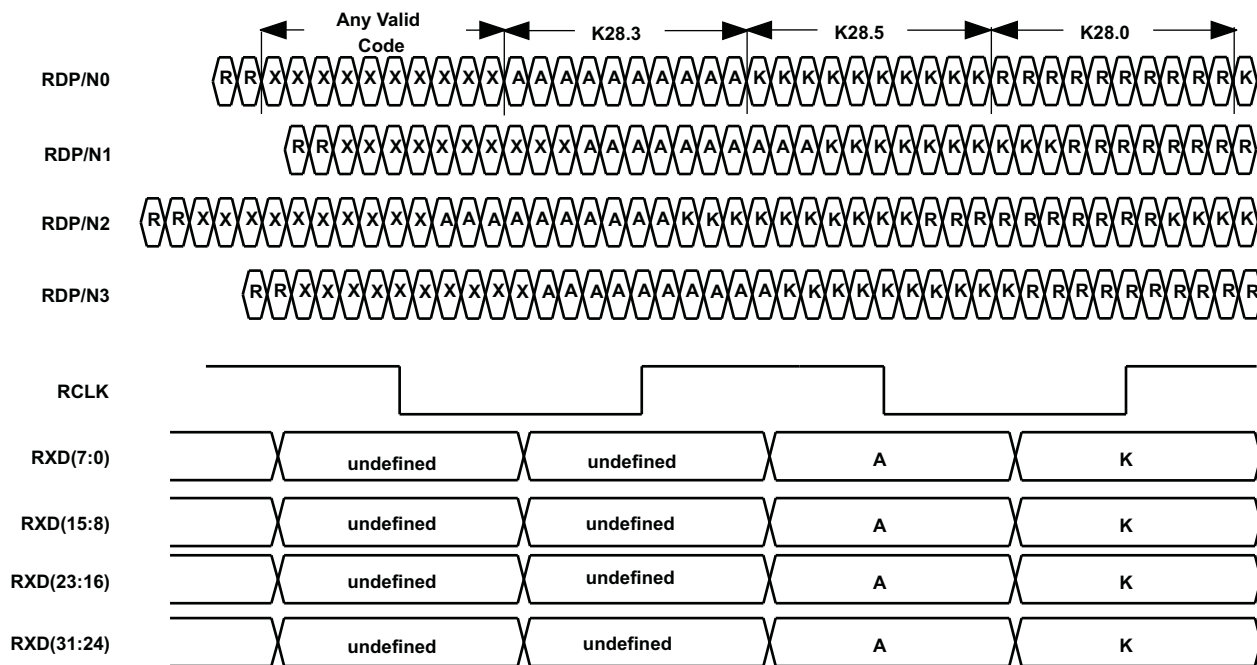 Any Valid
Code
K28.3
K28.5
K28.0
RDP/N0 R R X X X X X X X X X X A A A A A A A A A A K K K K K K K K K K R R R R R R R R R R K
RDP/N1 R R X X X X X X X X X X A A A A A A A A A A K K K K K K K K K K R R R R R R R R
RDP/N2 R R X X X X X X X X X X A A A A A A A A A A K K K K K K K K K K R R R R R R R R R R K K K K
RDP/N3 R R X X X X X X X X X X A A A A A A A A A A K K K K K K K K K K R R R R R R R R R R
RCLK
RXD(7:0) undefined undefined A K
RXD(15:8) undefined undefined A K
RXD(23:16) undefined undefined A K
RXD(31:24) undefined undefined A K